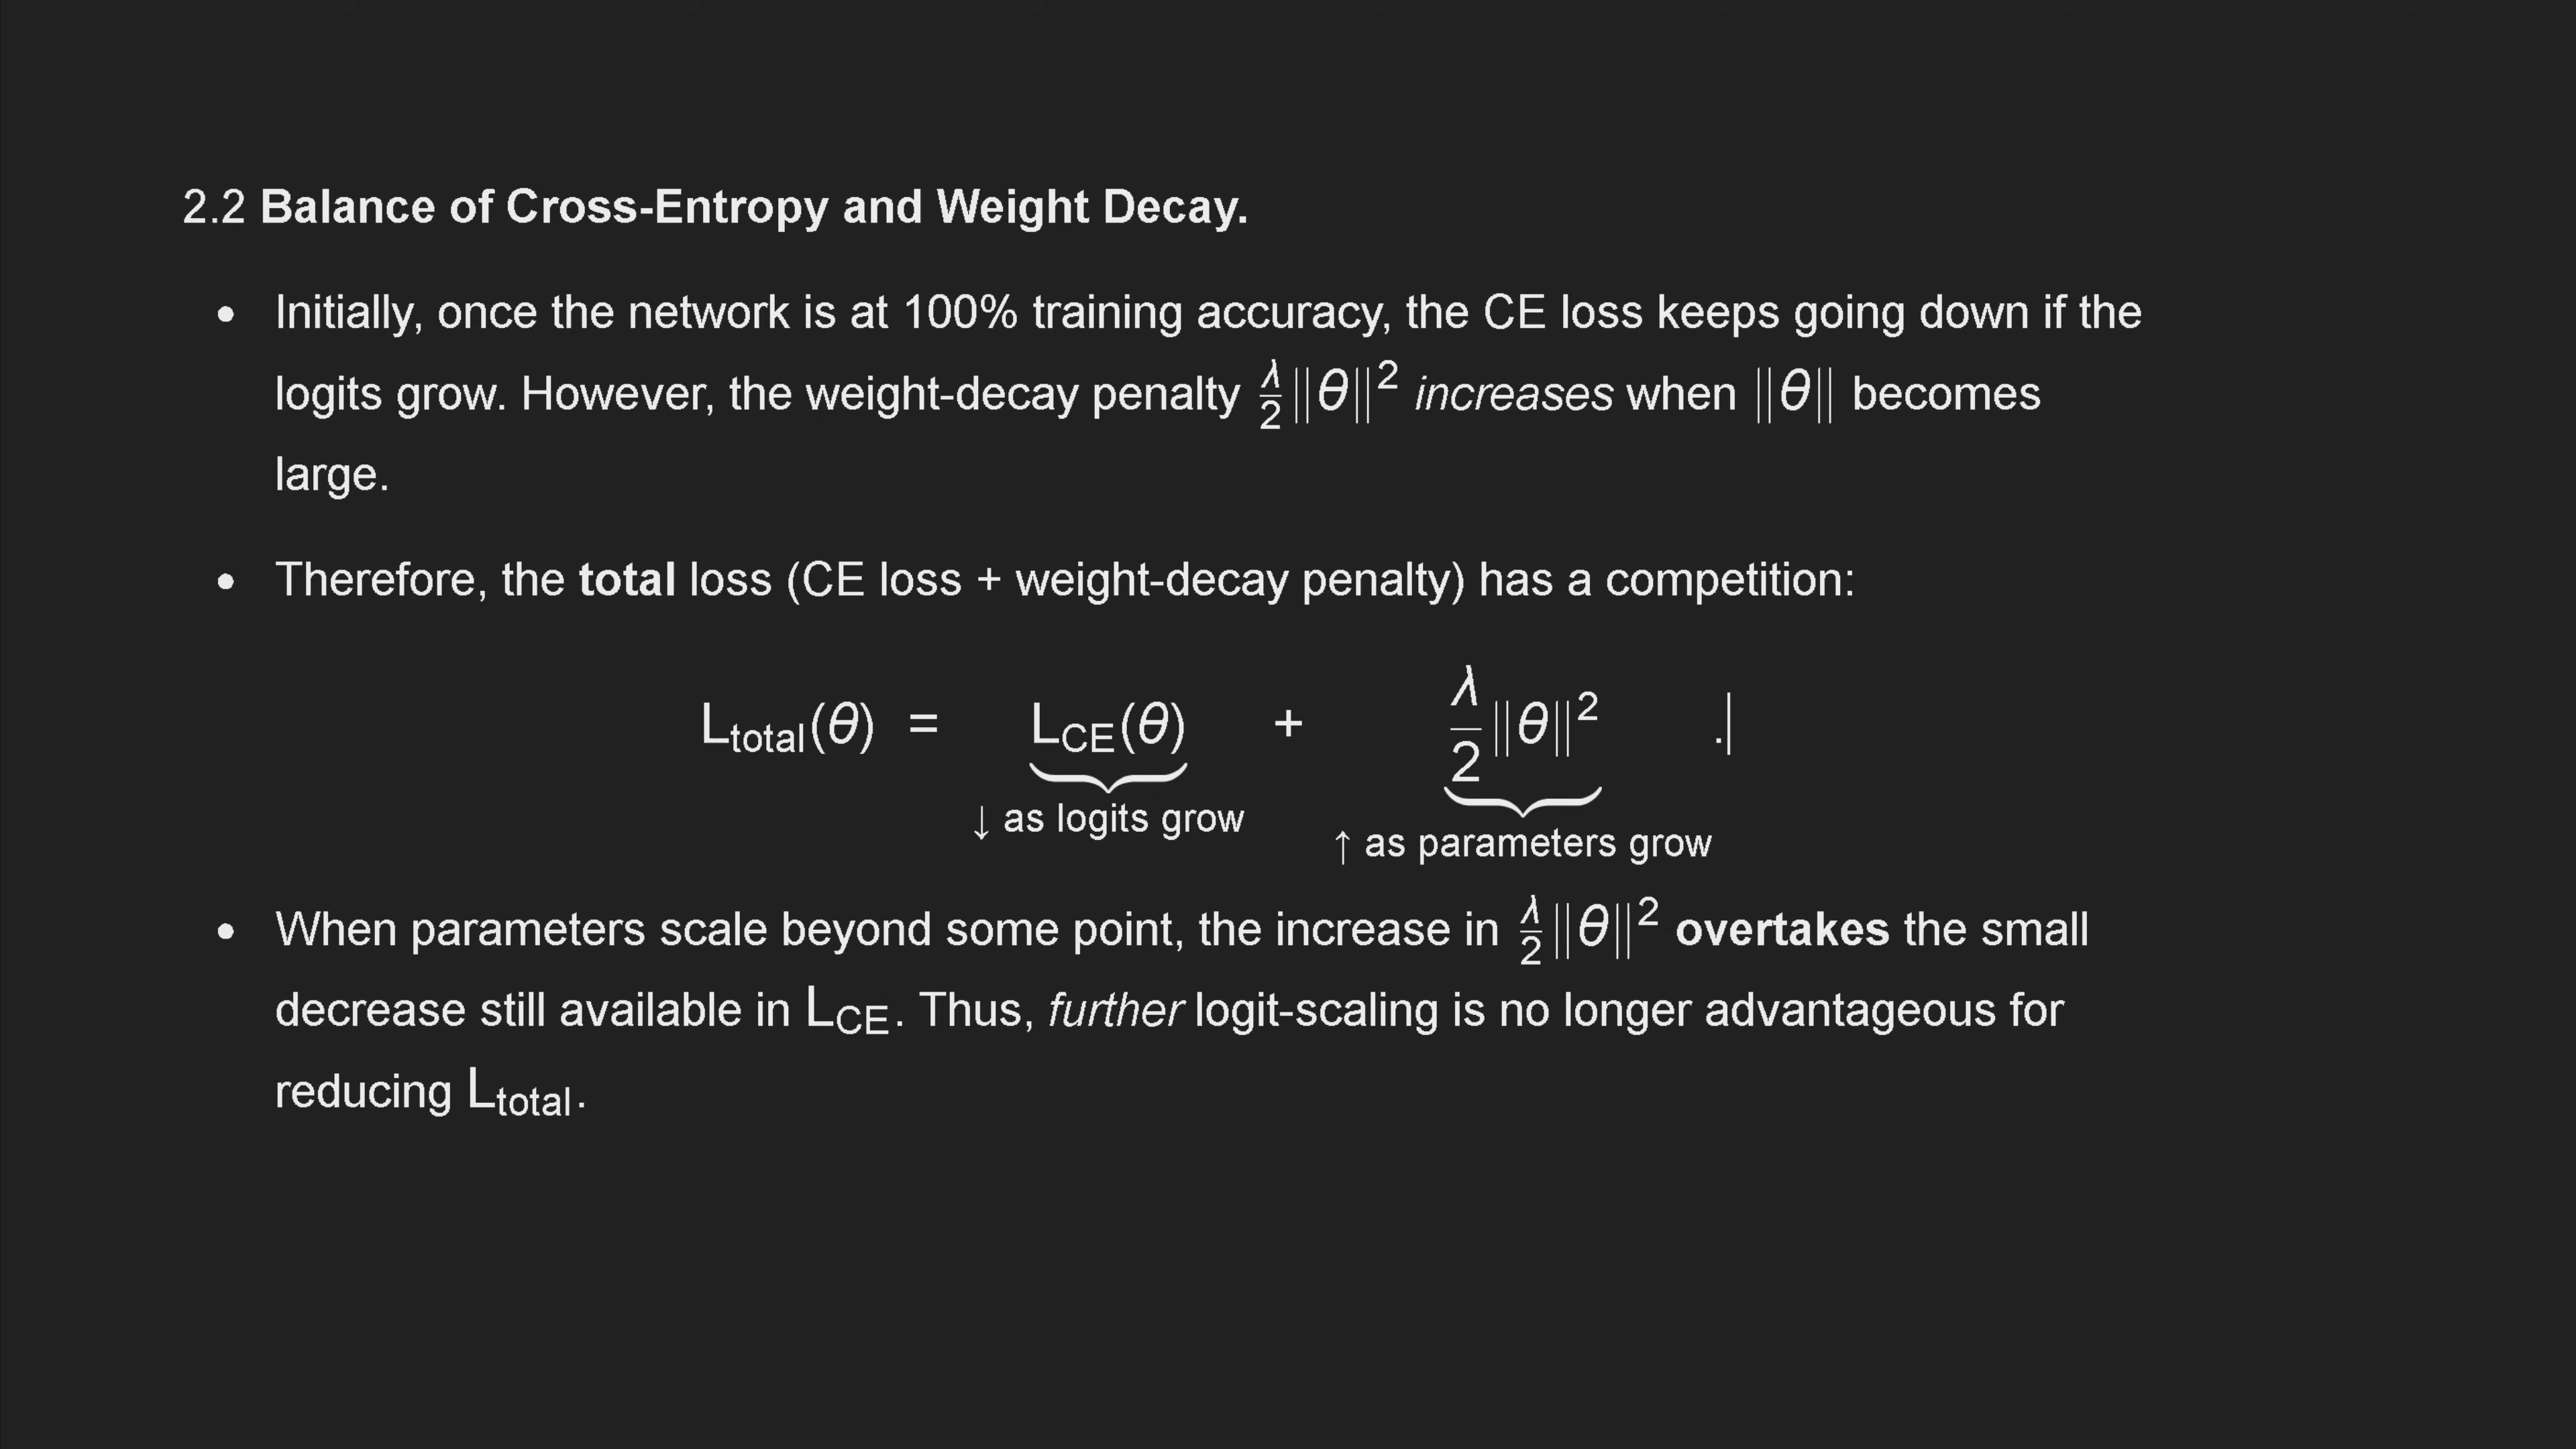 2.2 Balance of Cross-Entropy and Weight Decay.
• Initially, once the network is at 100% training accuracy, the CE loss keeps going down if the
logits grow. However, the weight-decay penalty λ/2 ||θ||² increases when ||θ|| becomes
large.
• Therefore, the total loss (CE loss + weight-decay penalty) has a competition:
L_total(θ) = L_CE(θ) + λ/2 ||θ||² .
↓ as logits grow
↑ as parameters grow
• When parameters scale beyond some point, the increase in λ/2 ||θ||² overtakes the small
decrease still available in L_CE. Thus, further logit-scaling is no longer advantageous for
reducing L_total.